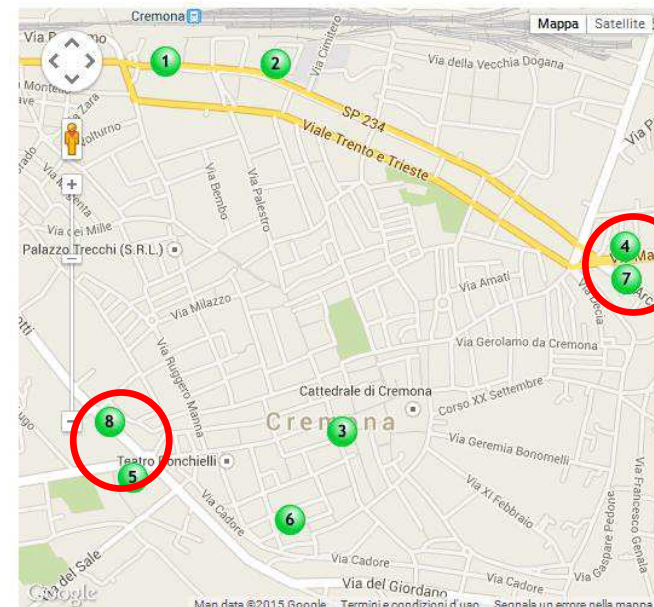 Cremona
Mappa Satellite
1
2
Via Cimitero
Via della Vecchia Dogana
SP 234
Viale Trento e Trieste
Via Zara
Via Bembo
Via Palestro
Via dei Mille
Palazzo Trecchi (S.R.L.)
4
7
Via Amati
Via Decia
Via Milazzo
Via Gerolamo da Cremona
Via Ruggero Manna
Cattedrale di Cremona
Corso XX Settembre
8
Cremona
3
Via Geremia Bonomelli
Teatro Ponchielli
5
Via XI Febbraio
Via Francesco Genala
Via Gaspare Pedone
6
Via Cadore
Via Cadore
Via del Sale
Via del Giordano
Google
Map data ©2015 Google Termini e condizioni d'uso Segnala un errore nella mappa